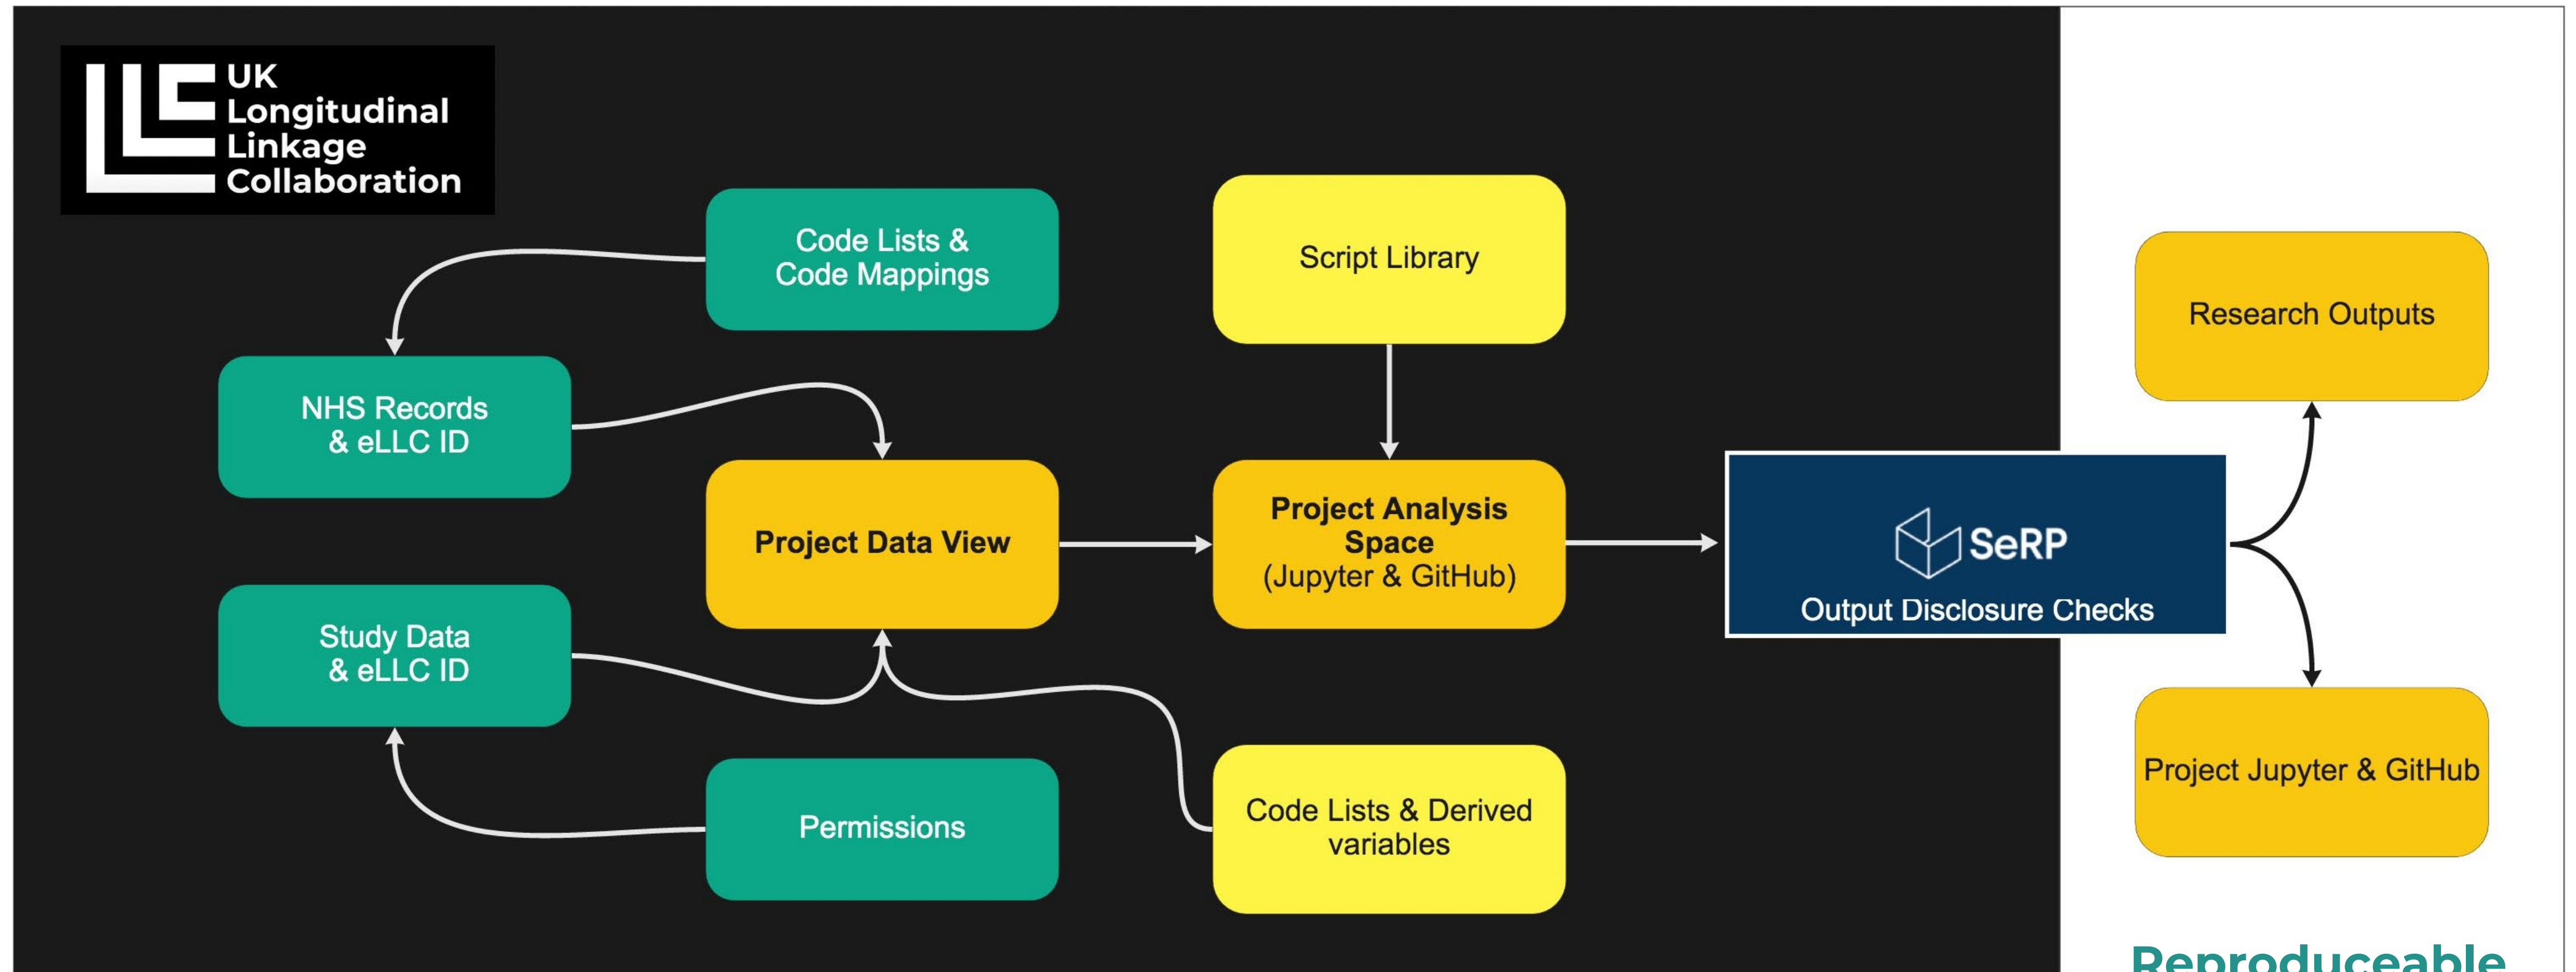 UK
Longitudinal
Linkage
Collaboration
Code Lists &
Code Mappings
Script Library
Research Outputs
NHS Records
& eLLC ID
Project Data View
Project Analysis
Space
(Jupyter & GitHub)
SeRP
Output Disclosure Checks
Study Data
& eLLC ID
Permissions
Code Lists & Derived
variables
Project Jupyter & GitHub
Reproduceable